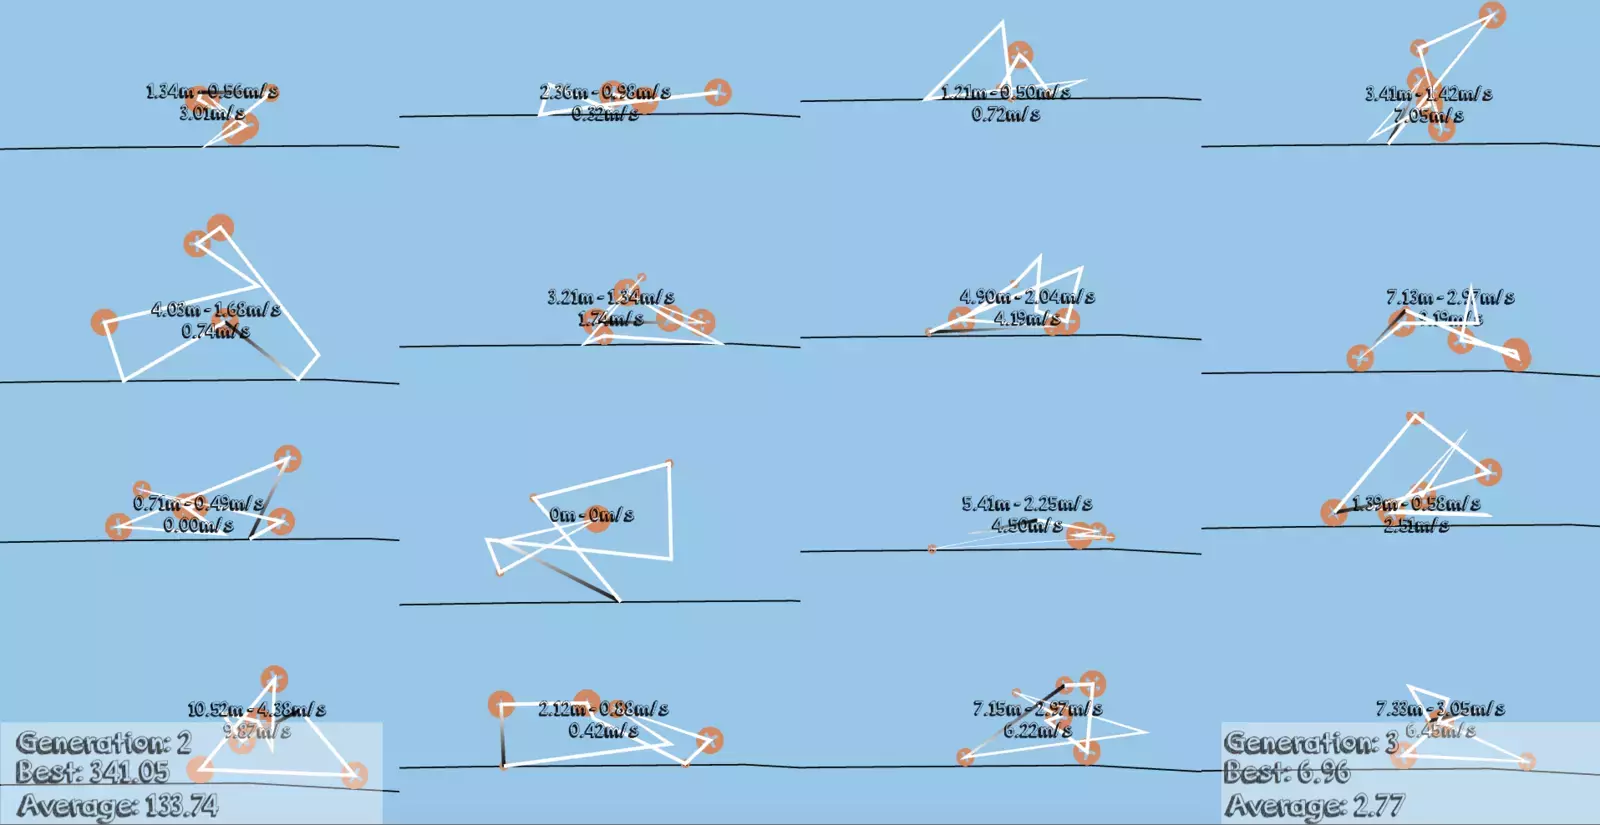 1.34m - 0.56m/s
3.01m/s
2.36m - 0.98m/s
0.32m/s
1.21m - 0.50m/s
0.72m/s
3.41m - 1.42m/s
7.05m/s
4.03m - 1.68m/s
0.74m/s
3.21m - 1.34m/s
1.74m/s
4.90m - 2.04m/s
4.19m/s
7.13m - 2.97m/s
0.71m - 0.49m/s
0.00m/s
0m - 0m/s
5.41m - 2.25m/s
4.50m/s
1.39m - 0.58m/s
2.51m/s
10.52m - 4.38m/s
9.87m/s
2.12m - 0.88m/s
0.42m/s
7.15m - 2.97m/s
6.22m/s
7.33m - 3.05m/s
6.45m/s
Generation: 2
Best: 341.05
Average: 133.74
Generation: 3
Best: 6.96
Average: 2.77